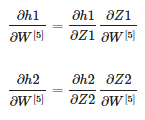 ∂h1/∂W^[5] = ∂h1/∂Z1 ∂Z1/∂W^[5]
∂h2/∂W^[5] = ∂h2/∂Z2 ∂Z2/∂W^[5]